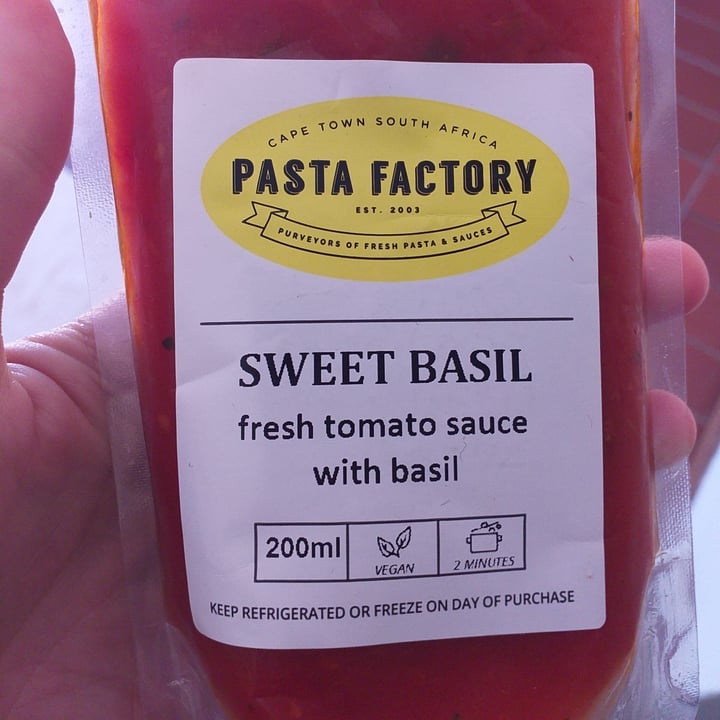 CAPE TOWN SOUTH AFRICA
PASTA FACTORY
EST. 2003
PURVEYORS OF FRESH PASTA & SAUCES
SWEET BASIL
fresh tomato sauce
with basil
200ml
VEGAN
2 MINUTES
KEEP REFRIGERATED OR FREEZE ON DAY OF PURCHASE